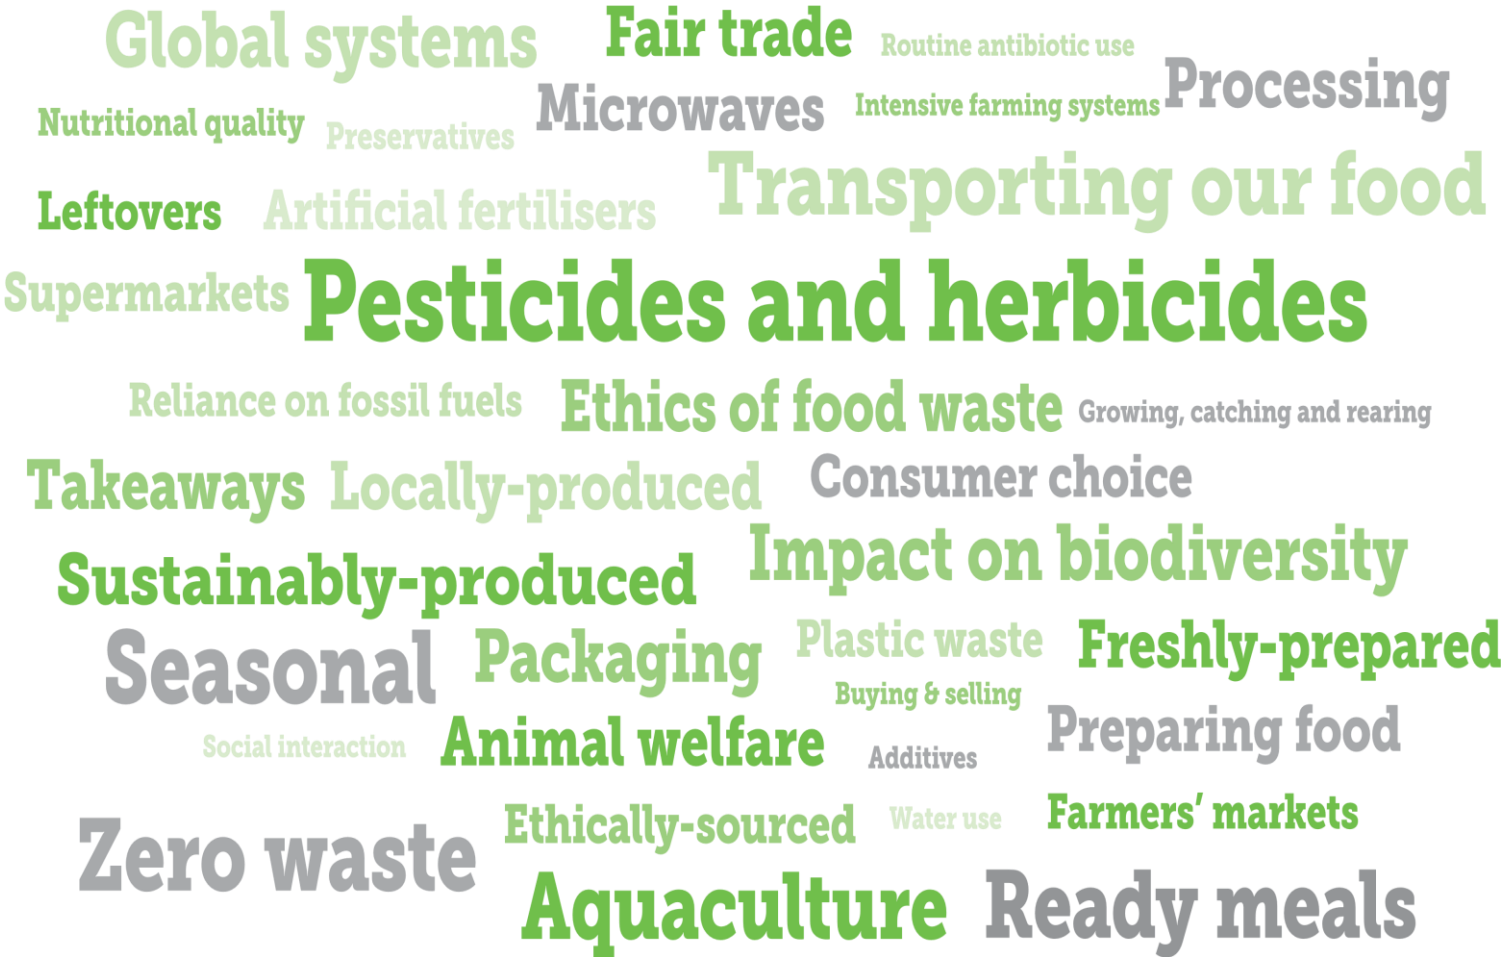 Global systems
Fair trade
Routine antibiotic use
Processing
Nutritional quality
Preservatives
Microwaves
Intensive farming systems
Leftovers
Artificial fertilisers
Transporting our food
Supermarkets
Pesticides and herbicides
Reliance on fossil fuels
Ethics of food waste
Growing, catching and rearing
Takeaways
Locally-produced
Consumer choice
Sustainably-produced
Impact on biodiversity
Seasonal
Packaging
Plastic waste
Freshly-prepared
Buying & selling
Social interaction
Animal welfare
Additives
Preparing food
Zero waste
Ethically-sourced
Water use
Farmers’ markets
Aquaculture
Ready meals